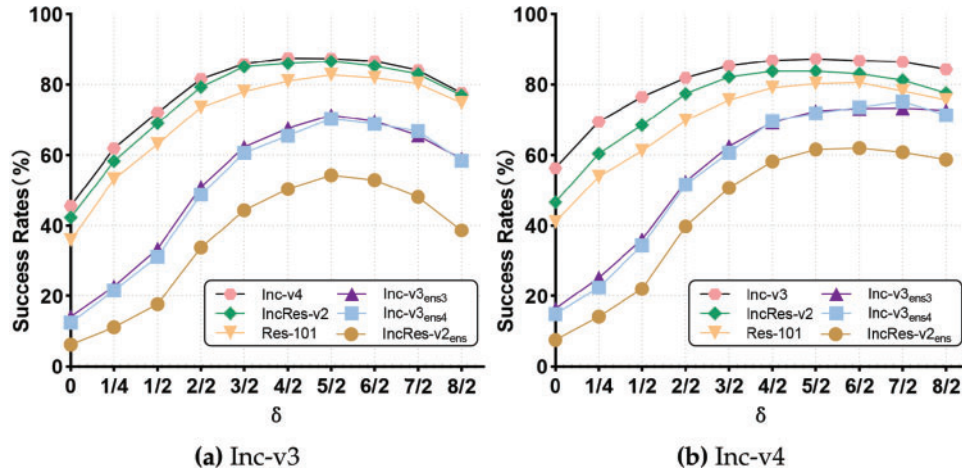 100
80
60
40
20
0
Success Rates (%)
0 1/4 1/2 2/2 3/2 4/2 5/2 6/2 7/2 8/2
δ
Inc-v4
IncRes-v2
Res-101
Inc-v3ens3
Inc-v3ens4
IncRes-v2ens
(a) Inc-v3
100
80
60
40
20
0
Success Rates (%)
0 1/4 1/2 2/2 3/2 4/2 5/2 6/2 7/2 8/2
δ
Inc-v3
IncRes-v2
Res-101
Inc-v3ens3
Inc-v3ens4
IncRes-v2ens
(b) Inc-v4